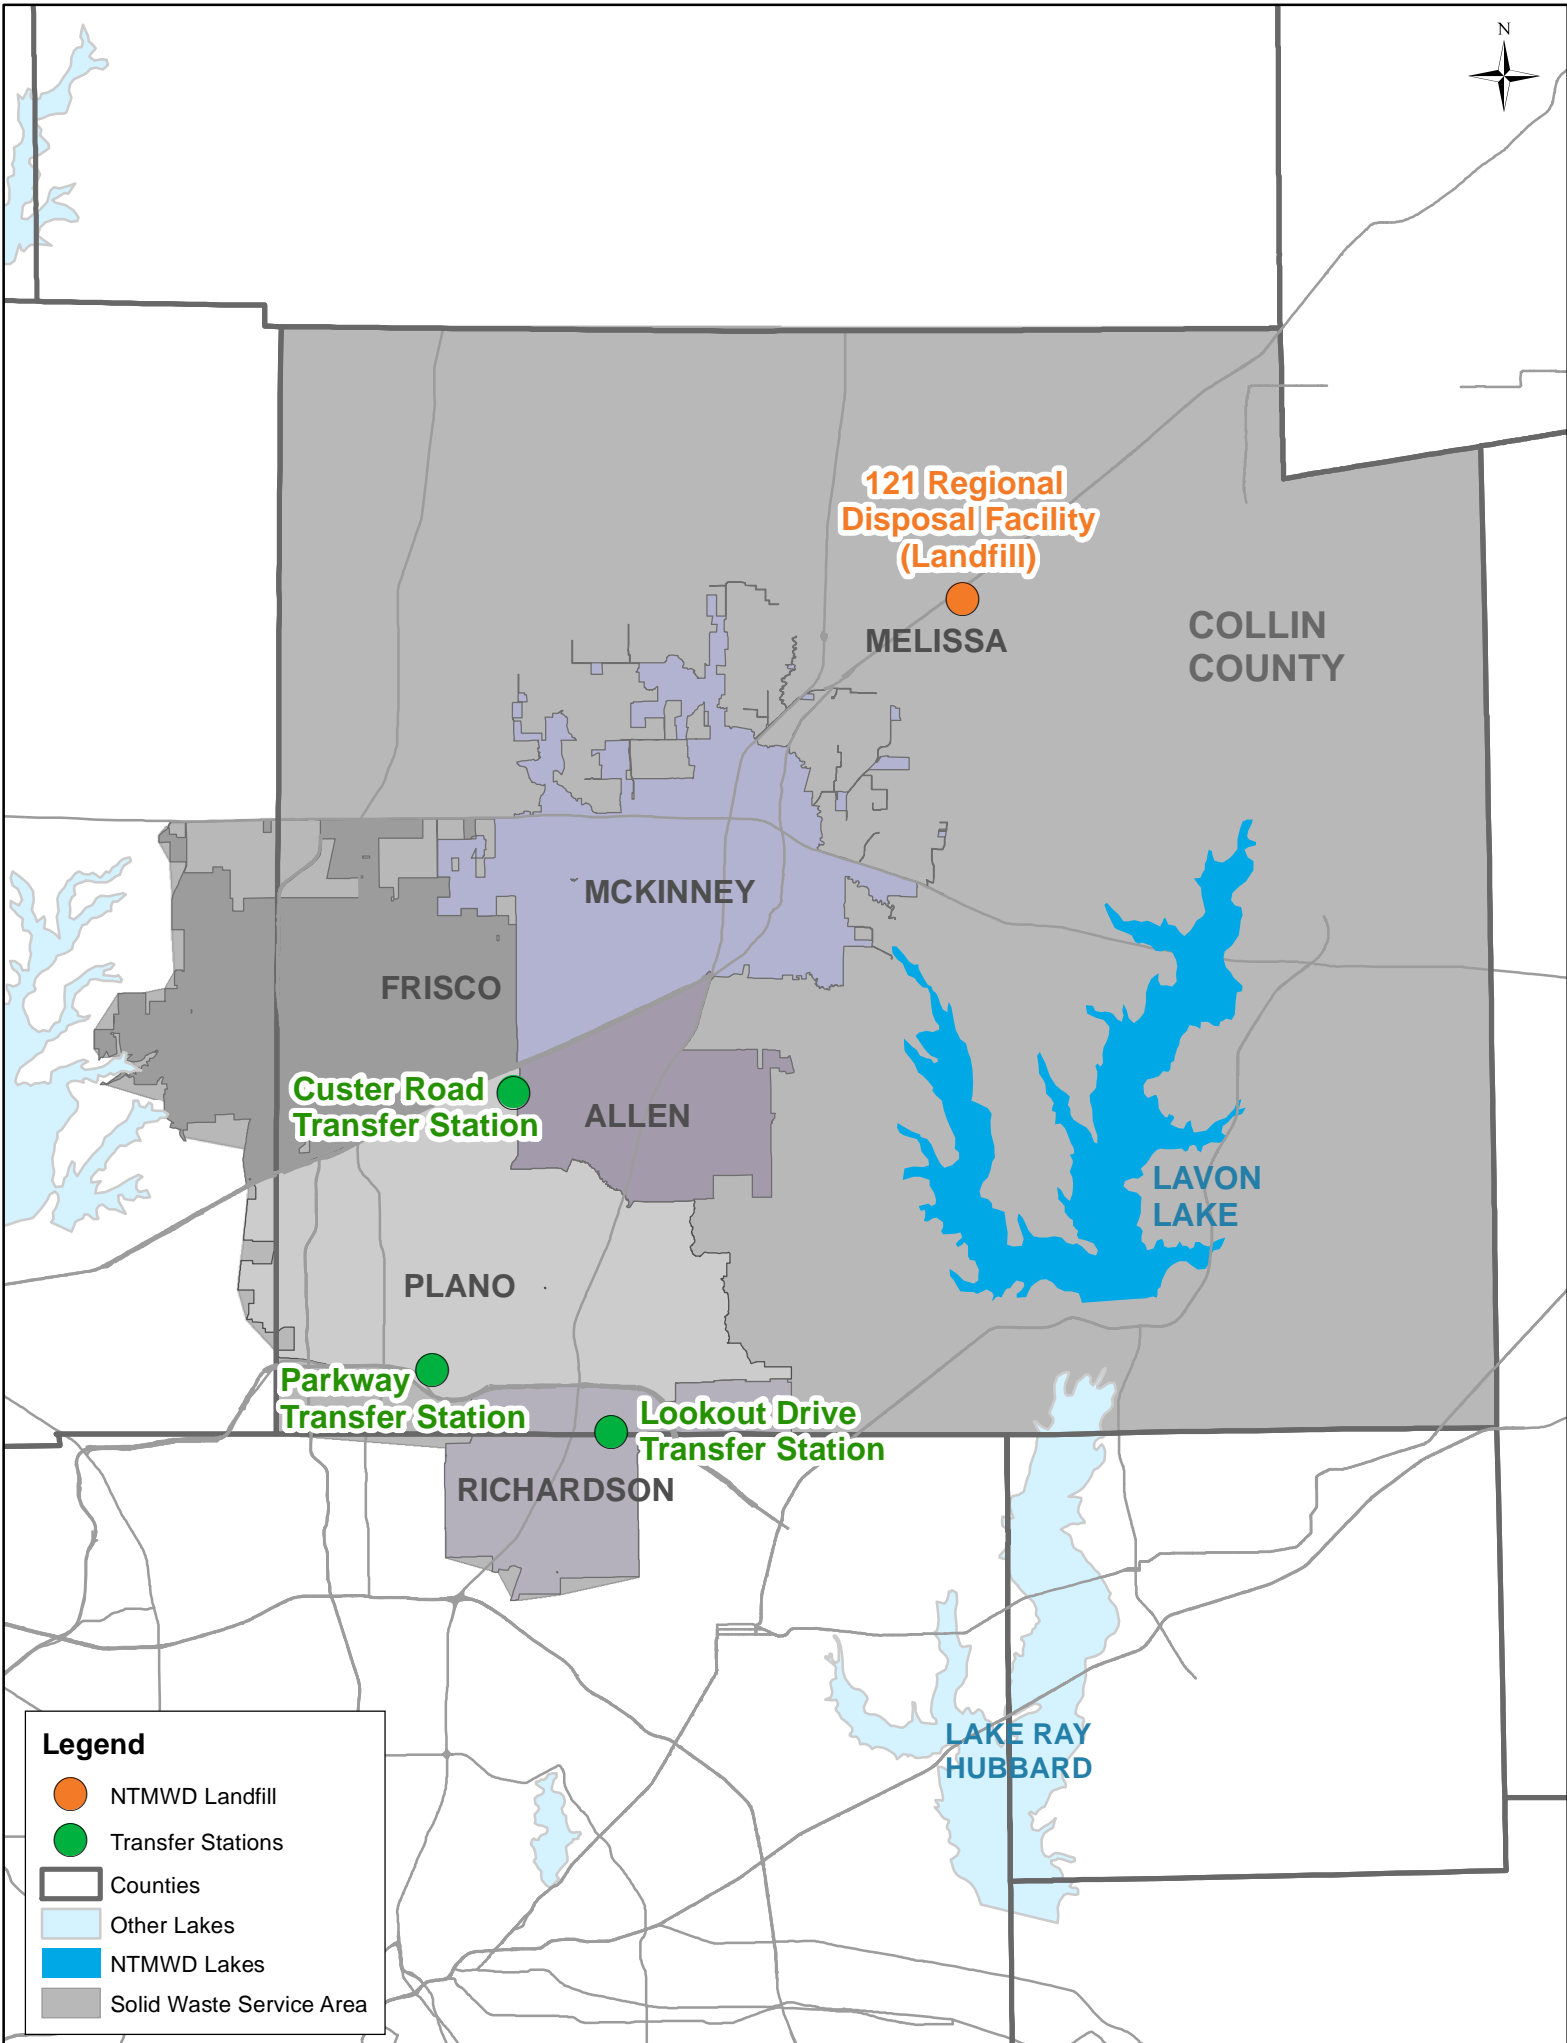 N
121 Regional
Disposal Facility
(Landfill)
MELISSA
COLLIN
COUNTY
MCKINNEY
FRISCO
Custer Road
Transfer Station
ALLEN
LAVON
LAKE
PLANO
Parkway
Transfer Station
Lookout Drive
Transfer Station
RICHARDSON
LAKE RAY
HUBBARD
Legend
NTMWD Landfill
Transfer Stations
Counties
Other Lakes
NTMWD Lakes
Solid Waste Service Area